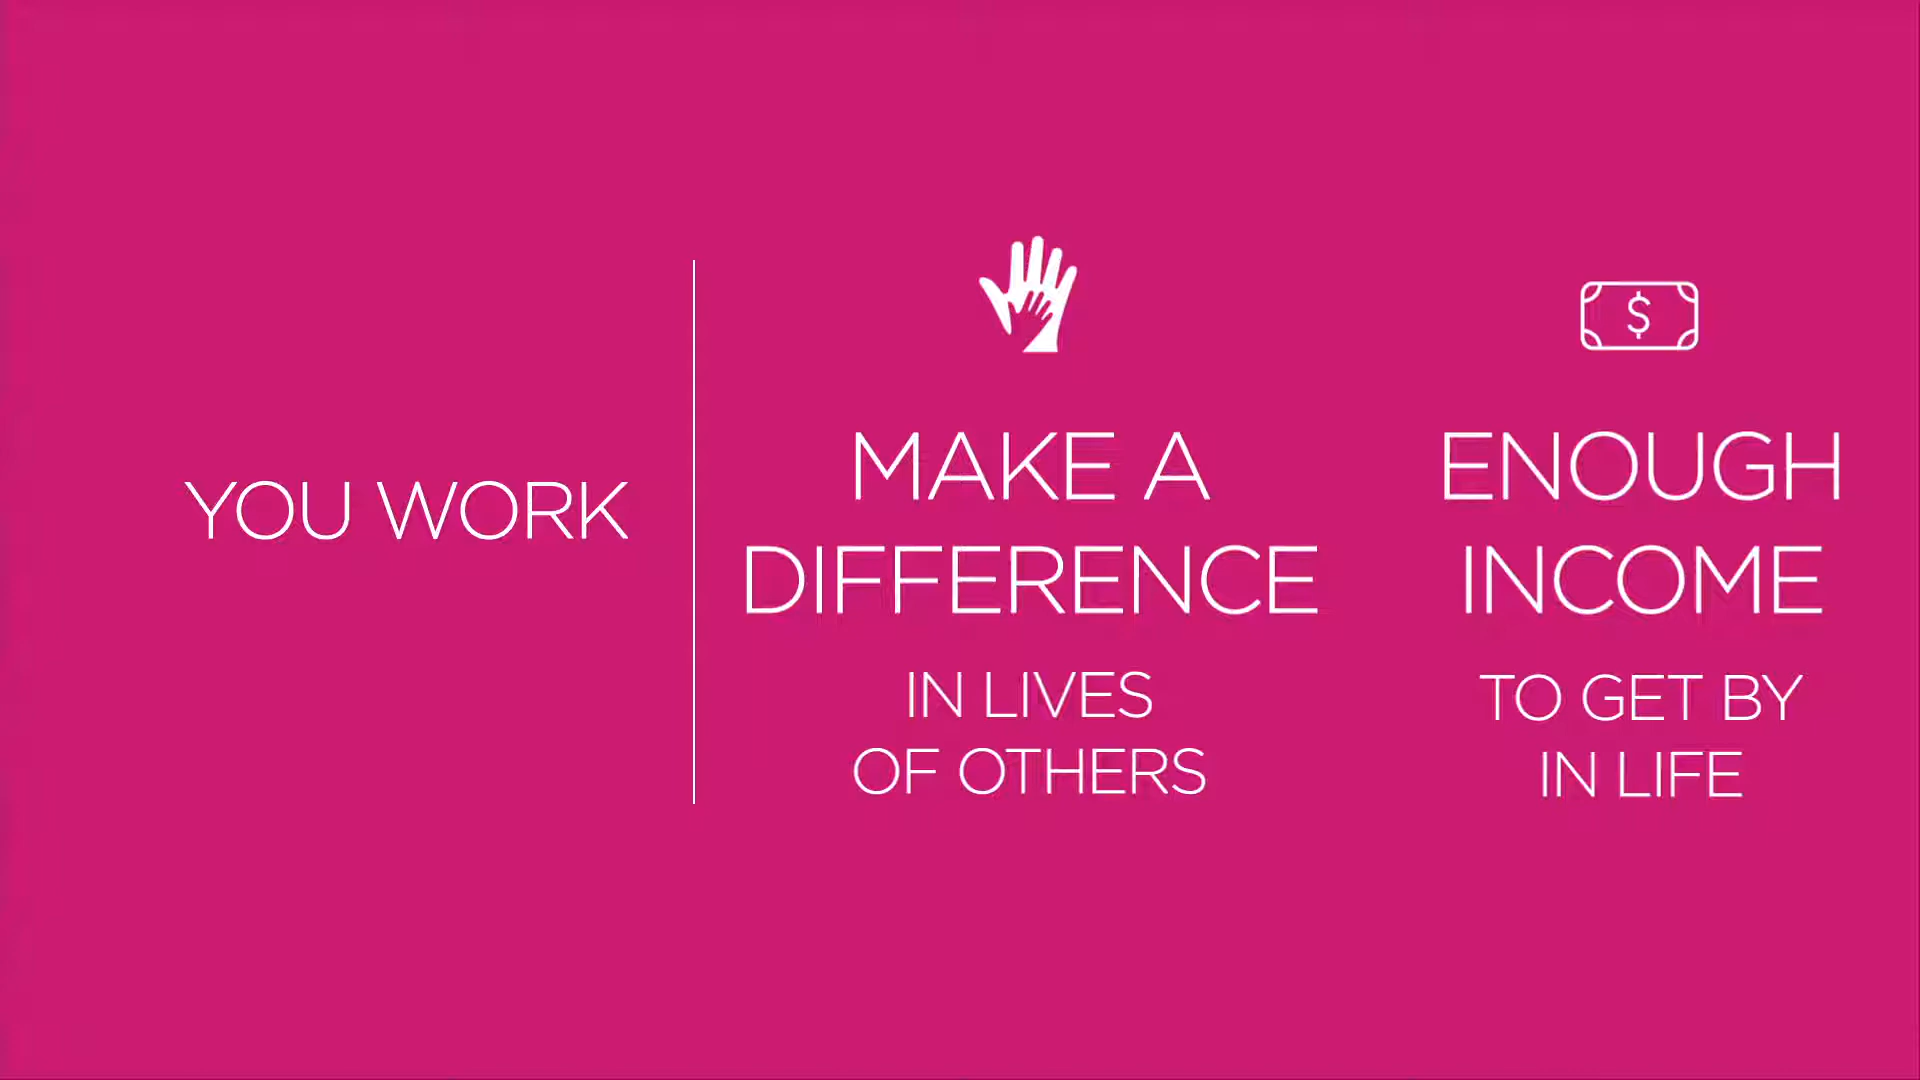 YOU WORK
MAKE A
DIFFERENCE
IN LIVES
OF OTHERS
$
ENOUGH
INCOME
TO GET BY
IN LIFE